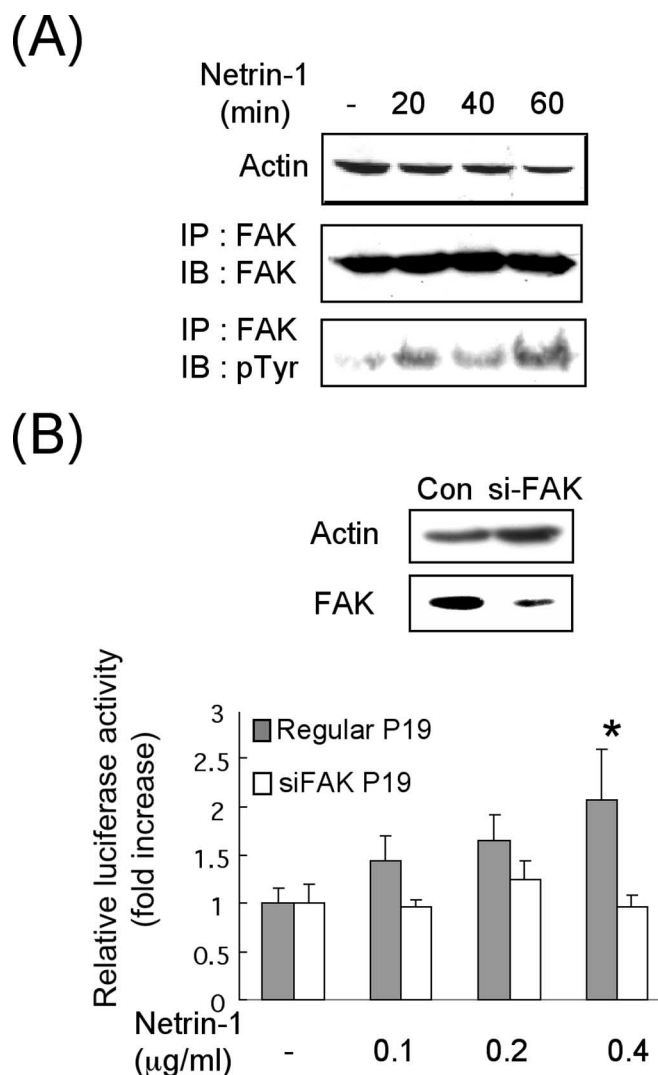 (A)
Netrin-1
(min)
- 20 40 60
Actin
IP : FAK
IB : FAK
IP : FAK
IB : pTyr
(B)
Con si-FAK
Actin
FAK
Relative luciferase activity
(fold increase)
3
2.5
2
1.5
1
0.5
0
Regular P19
siFAK P19
*
Netrin-1
(μg/ml)
- 0.1 0.2 0.4